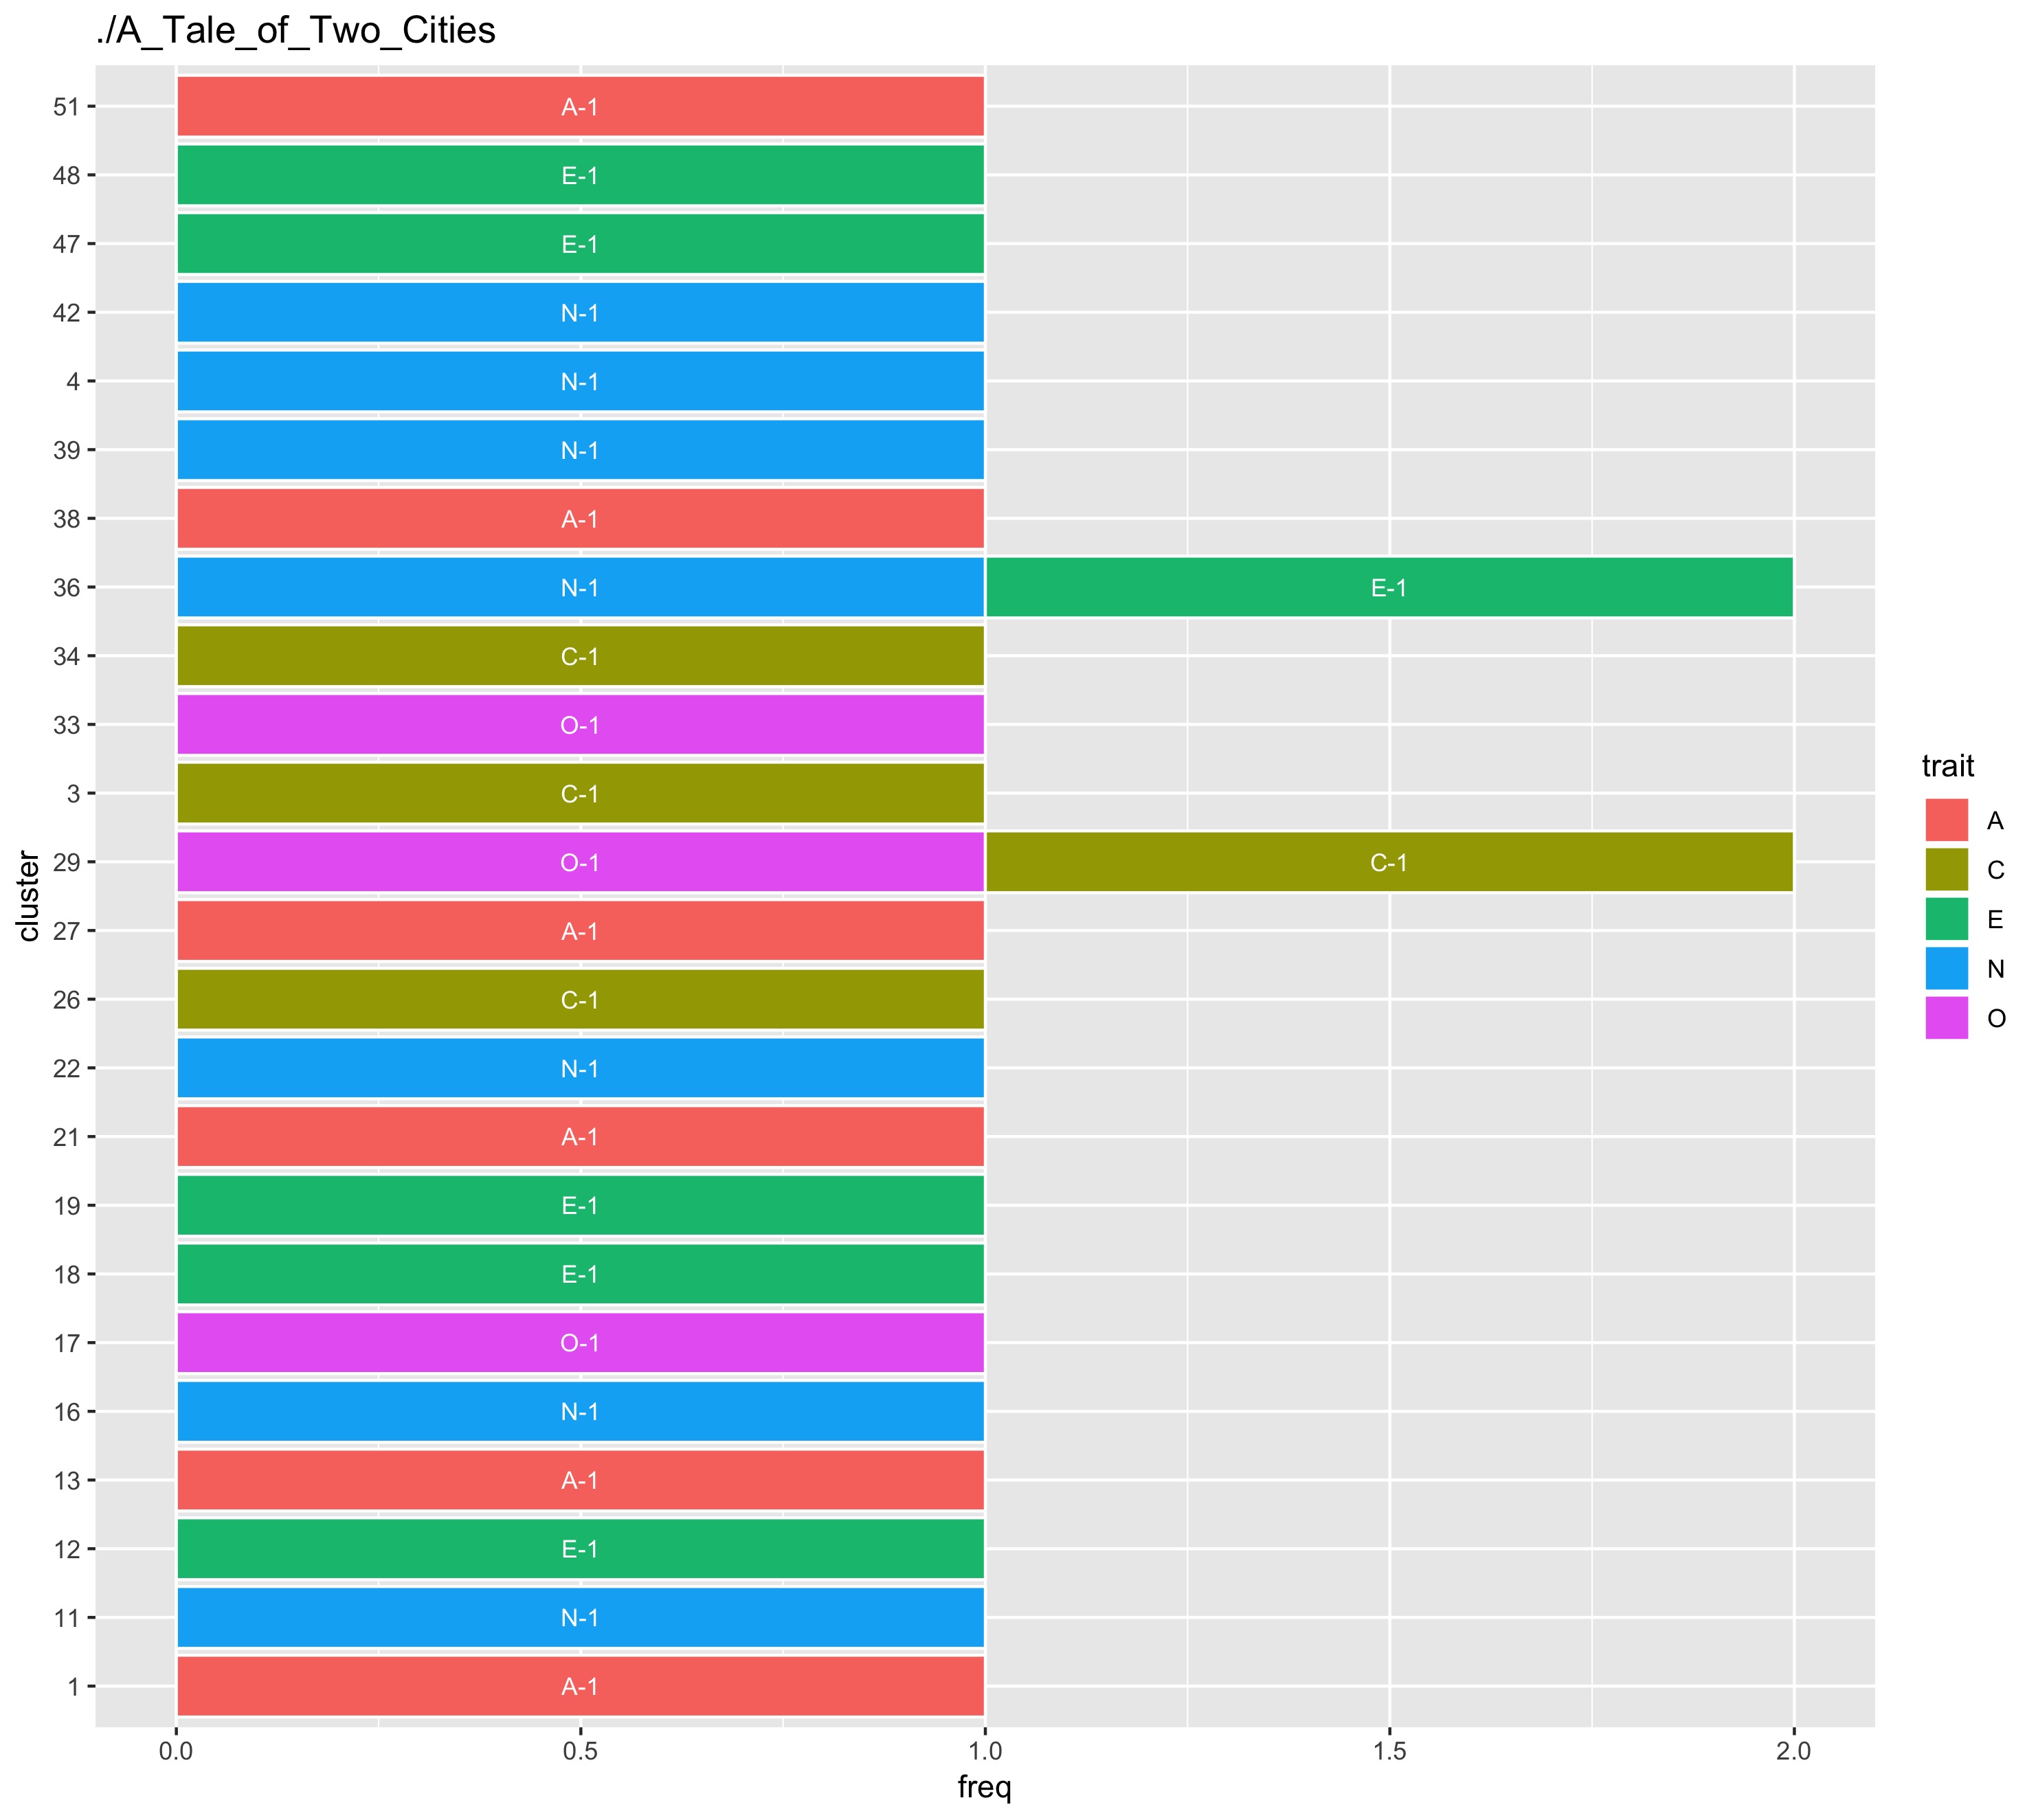 ./A_Tale_of_Two_Cities
51 A-1
48 E-1
47 E-1
42 N-1
4 N-1
39 N-1
38 A-1
36 N-1 E-1
34 C-1
33 O-1
3 C-1
29 O-1 C-1
27 A-1
26 C-1
22 N-1
21 A-1
19 E-1
18 E-1
17 O-1
16 N-1
13 A-1
12 E-1
11 N-1
1 A-1
0.0 0.5 1.0 1.5 2.0
freq
cluster
trait
A
C
E
N
O